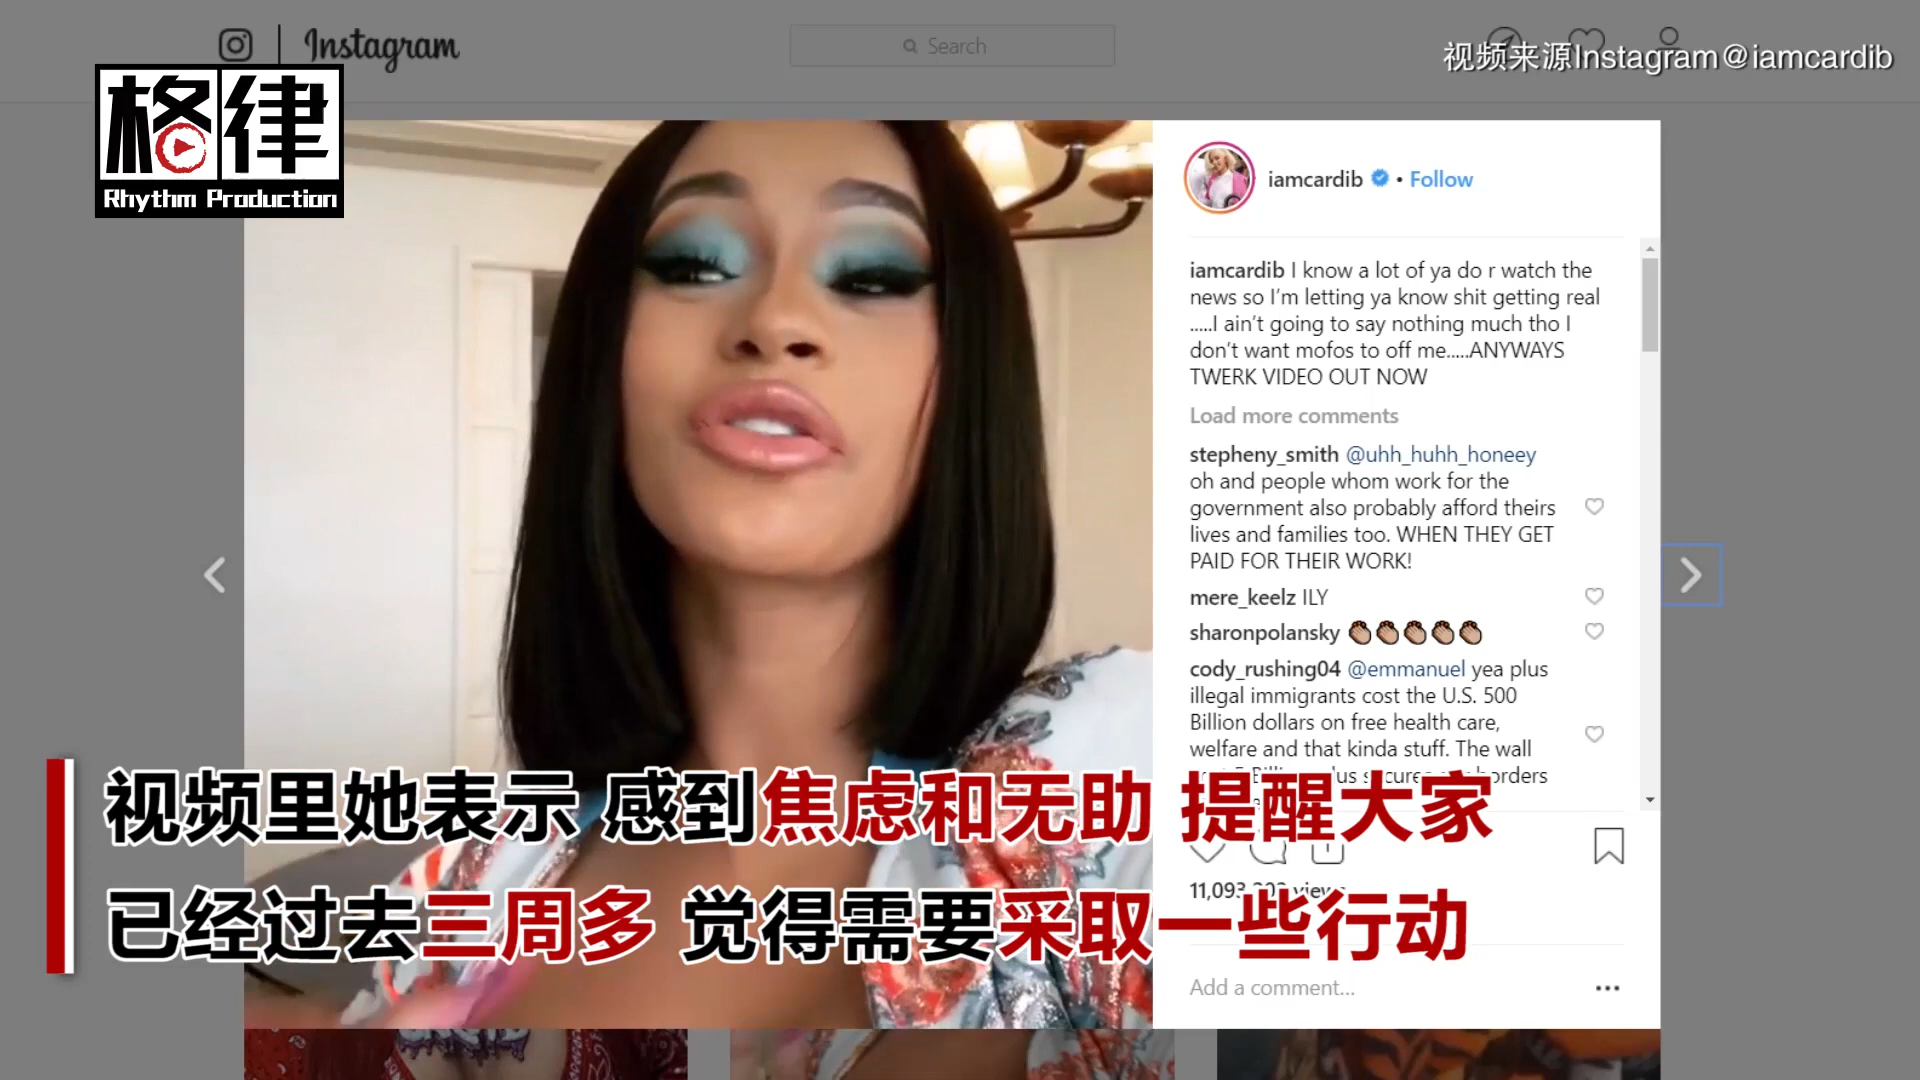 Instagram
Search
视频来源Instagram@iamcardib
格律
Rhythm Production
iamcardib • Follow
iamcardib I know a lot of ya do r watch the
news so I'm letting ya know shit getting real
.....I ain't going to say nothing much tho I
don't want mofos to off me.....ANYWAYS
TWERK VIDEO OUT NOW
Load more comments
stepheny_smith @uhh_huhh_honeey
oh and people whom work for the
government also probably afford theirs
lives and families too. WHEN THEY GET
PAID FOR THEIR WORK!
mere_keelz ILY
sharonpolansky 👏👏👏👏👏
cody_rushing04 @emmanuel yea plus
illegal immigrants cost the U.S. 500
Billion dollars on free health care,
welfare and that kinda stuff. The wall
borders
视频里她表示 感到焦虑和无助 提醒大家
已经过去三周多 觉得需要采取一些行动
Add a comment...